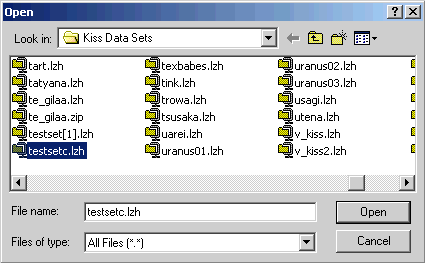 Open
Look in: Kiss Data Sets
tart.lzh
tatyana.lzh
te_gilaa.lzh
te_gilaa.zip
testset[1].lzh
testsetc.lzh
texbabes.lzh
tink.lzh
trowa.lzh
tsusaka.lzh
uarei.lzh
uranus01.lzh
uranus02.lzh
uranus03.lzh
usagi.lzh
utena.lzh
v_kiss.lzh
v_kiss2.lzh
File name: testsetc.lzh Open
Files of type: All Files (*.*) Cancel